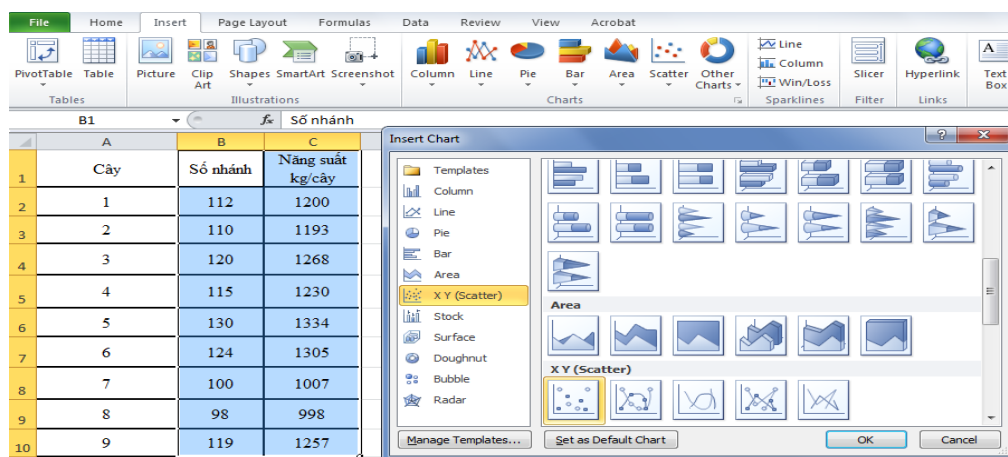 File Home Insert Page Layout Formulas Data Review View Acrobat
PivotTable Table Picture Clip Art Shapes SmartArt Screenshot Column Line Pie Bar Area Scatter Other Charts Line Column Win/Loss Slicer Hyperlink Text Box
Tables Illustrations Charts Sparklines Filter Links
B1 fx Số nhánh
A B C
1 Cây Số nhánh Năng suất kg/cây
2 1 112 1200
3 2 110 1193
4 3 120 1268
5 4 115 1230
6 5 130 1334
7 6 124 1305
8 7 100 1007
9 8 98 998
10 9 119 1257
Insert Chart
Templates
Column
Line
Pie
Bar
Area
X Y (Scatter)
Stock
Surface
Doughnut
Bubble
Radar
Area
X Y (Scatter)
Manage Templates... Set as Default Chart OK Cancel